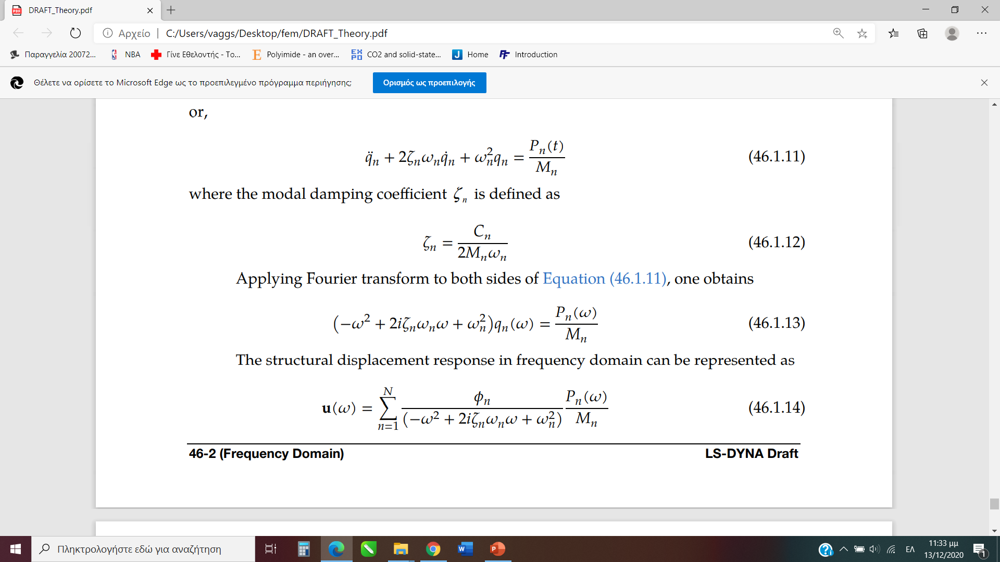 DRAFT_Theory.pdf
Αρχείο | C:/Users/vaggs/Desktop/fem/DRAFT_Theory.pdf
Παραγγελία 20072... NBA Γίνε Εθελοντής - Το... Polyimide - an over... CO2 and solid-state... Home Introduction
Θέλετε να ορίσετε το Microsoft Edge ως το προεπιλεγμένο πρόγραμμα περιήγησης; Ορισμός ως προεπιλογής
or,
q̈ₙ + 2ζₙωₙq̇ₙ + ωₙ²qₙ = Pₙ(t)/Mₙ (46.1.11)
where the modal damping coefficient ζₙ is defined as
ζₙ = Cₙ/2Mₙωₙ (46.1.12)
Applying Fourier transform to both sides of Equation (46.1.11), one obtains
(−ω² + 2iζₙωₙω + ωₙ²)qₙ(ω) = Pₙ(ω)/Mₙ (46.1.13)
The structural displacement response in frequency domain can be represented as
u(ω) = ∑ₙ₌₁ᴺ ϕₙ/(−ω² + 2iζₙωₙω + ωₙ²) Pₙ(ω)/Mₙ (46.1.14)
46-2 (Frequency Domain) LS-DYNA Draft
Πληκτρολογήστε εδώ για αναζήτηση
ΕΛ
11:33 μμ
13/12/2020
1